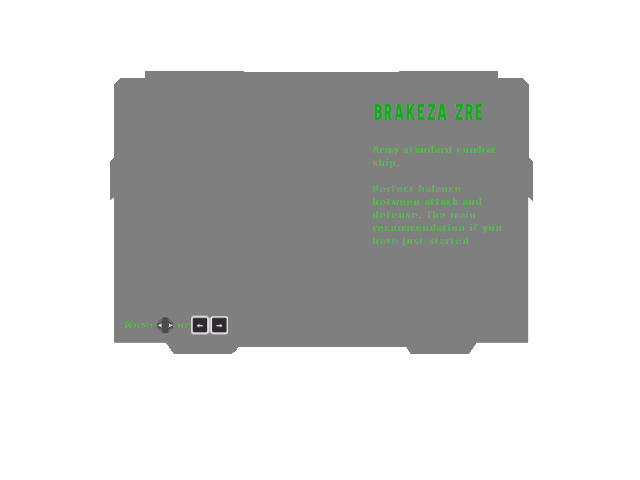 BRAKEZA ZRE
Army standard combat
ship.
Perfect balance
between attack and
defense. The main
recommendation if you
have just started
or